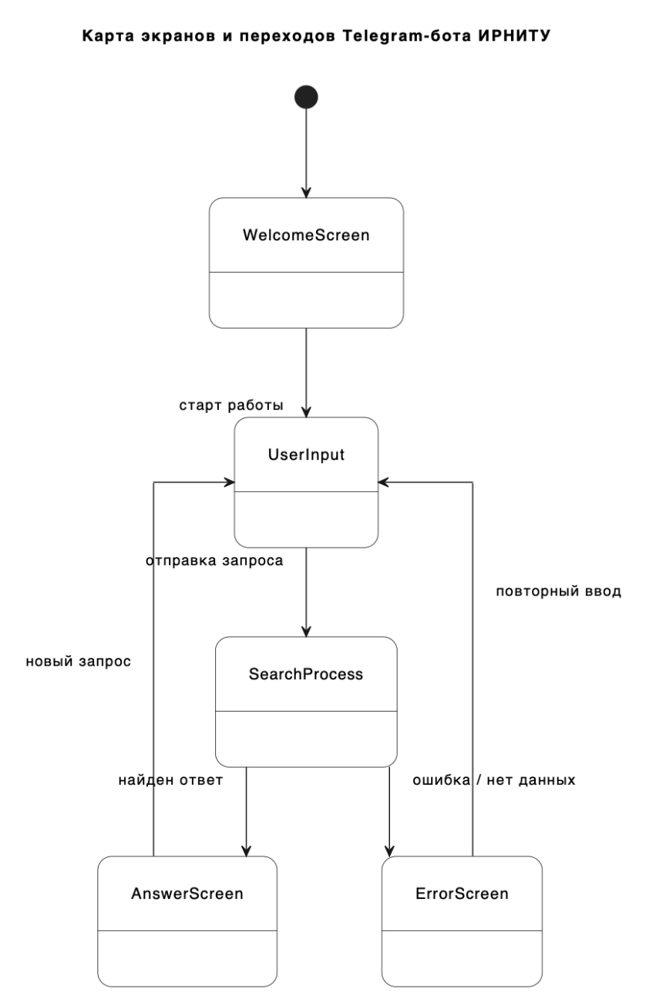 Карта экранов и переходов Telegram-бота ИРНИТУ
WelcomeScreen
старт работы
UserInput
отправка запроса
повторный ввод
новый запрос
SearchProcess
найден ответ
ошибка / нет данных
AnswerScreen
ErrorScreen